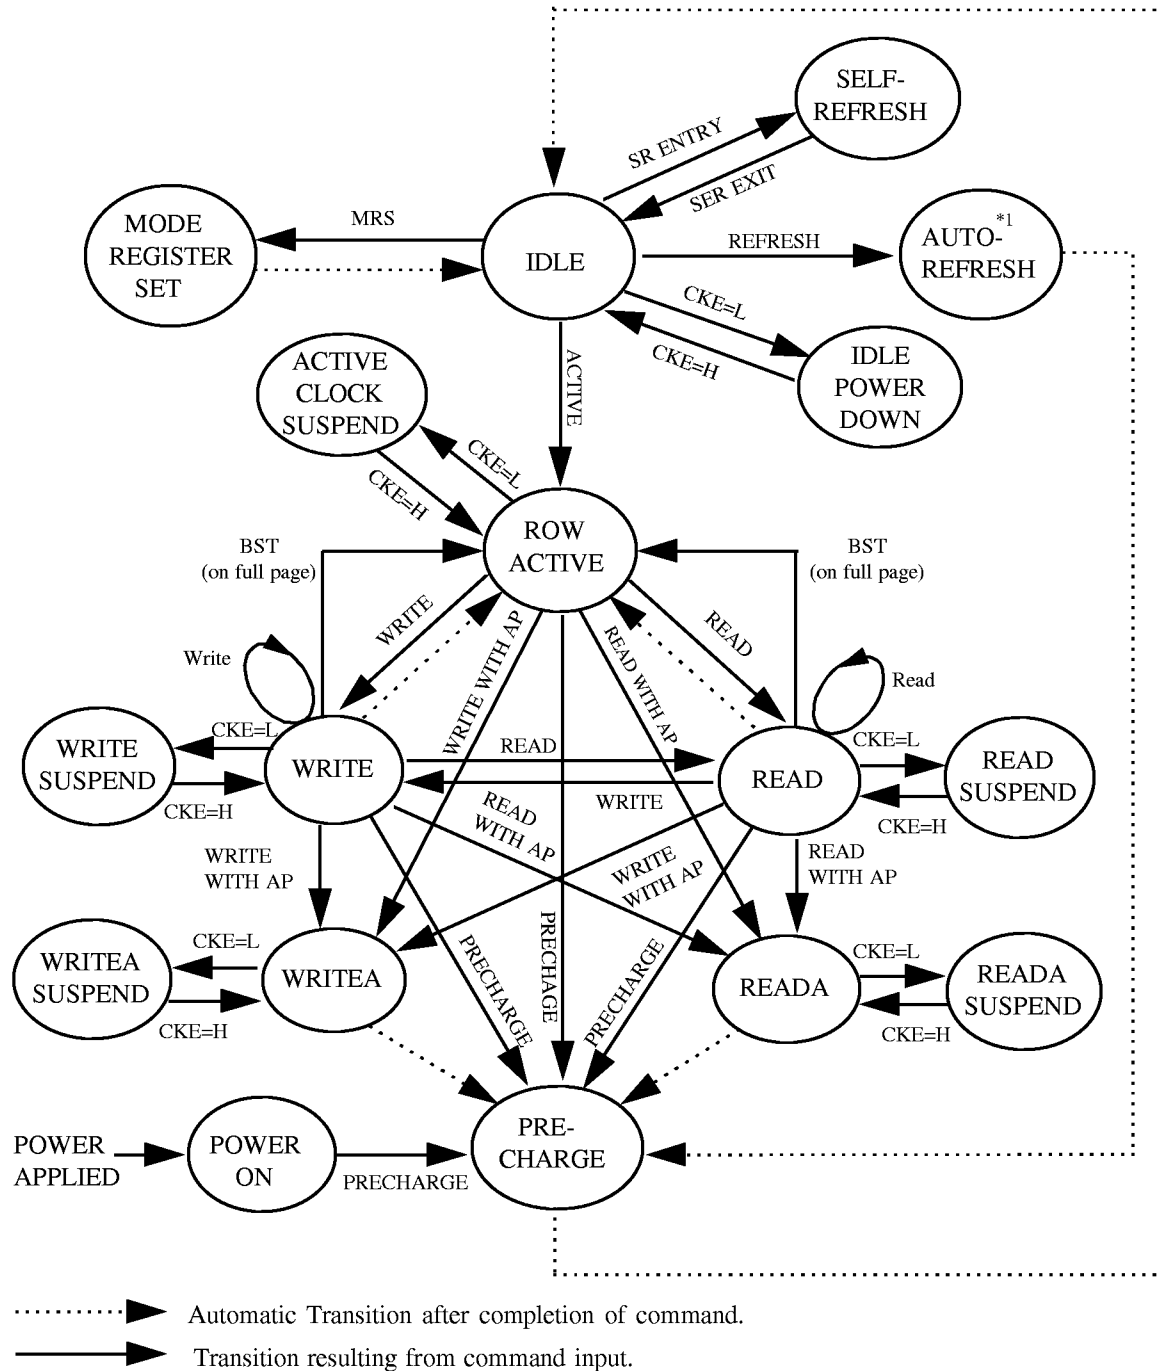 SELF-
REFRESH
SR ENTRY
SER EXIT
MODE
REGISTER
SET
MRS
IDLE
REFRESH
*1
AUTO-
REFRESH
CKE=L
CKE=H
IDLE
POWER
DOWN
ACTIVE
ACTIVE
CLOCK
SUSPEND
CKE=L
CKE=H
ROW
ACTIVE
BST
(on full page)
BST
(on full page)
WRITE
WRITE WITH AP
READ WITH AP
READ
Write
Read
WRITE
SUSPEND
CKE=L
CKE=H
WRITE
READ
WRITE
READ
CKE=L
CKE=H
READ
SUSPEND
READ
WITH AP
WRITE
WITH AP
WRITE
WITH AP
READ
WITH AP
WRITEA
SUSPEND
CKE=L
CKE=H
WRITEA
PRECHARGE
PRECHAGE
PRECHARGE
READA
CKE=L
CKE=H
READA
SUSPEND
POWER
APPLIED
POWER
ON
PRECHARGE
PRE-
CHARGE
Automatic Transition after completion of command.
Transition resulting from command input.